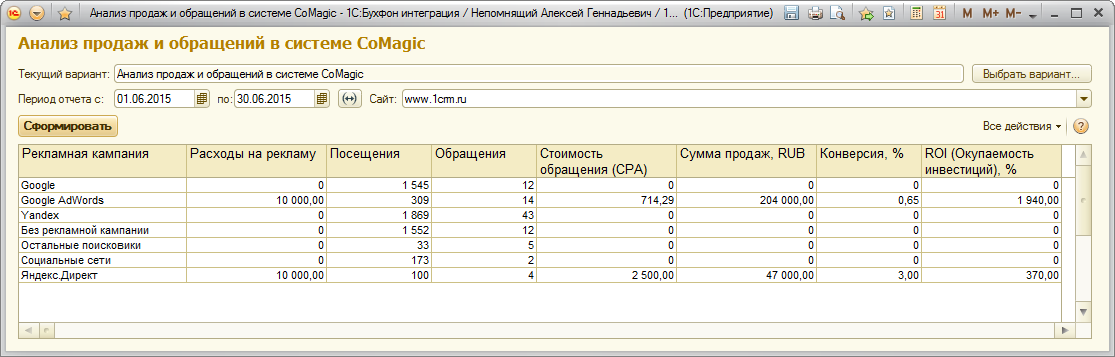 Анализ продаж и обращений в системе CoMagic - 1С:Бухфон интеграция / Непомнящий Алексей Геннадьевич / 1... (1С:Предприятие) M M+ M-
Анализ продаж и обращений в системе CoMagic
Текущий вариант: Анализ продаж и обращений в системе CoMagic Выбрать вариант...
Период отчета с: 01.06.2015 по: 30.06.2015 Сайт: www.1crm.ru
Сформировать Все действия ?
Рекламная кампания Расходы на рекламу Посещения Обращения Стоимость обращения (CPA) Сумма продаж, RUB Конверсия, % ROI (Окупаемость инвестиций), %
Google 0 1 545 12 0 0 0 0
Google AdWords 10 000,00 309 14 714,29 204 000,00 0,65 1 940,00
Yandex 0 1 869 43 0 0 0 0
Без рекламной кампании 0 1 552 12 0 0 0 0
Остальные поисковики 0 33 5 0 0 0 0
Социальные сети 0 173 2 0 0 0 0
Яндекс.Директ 10 000,00 100 4 2 500,00 47 000,00 3,00 370,00